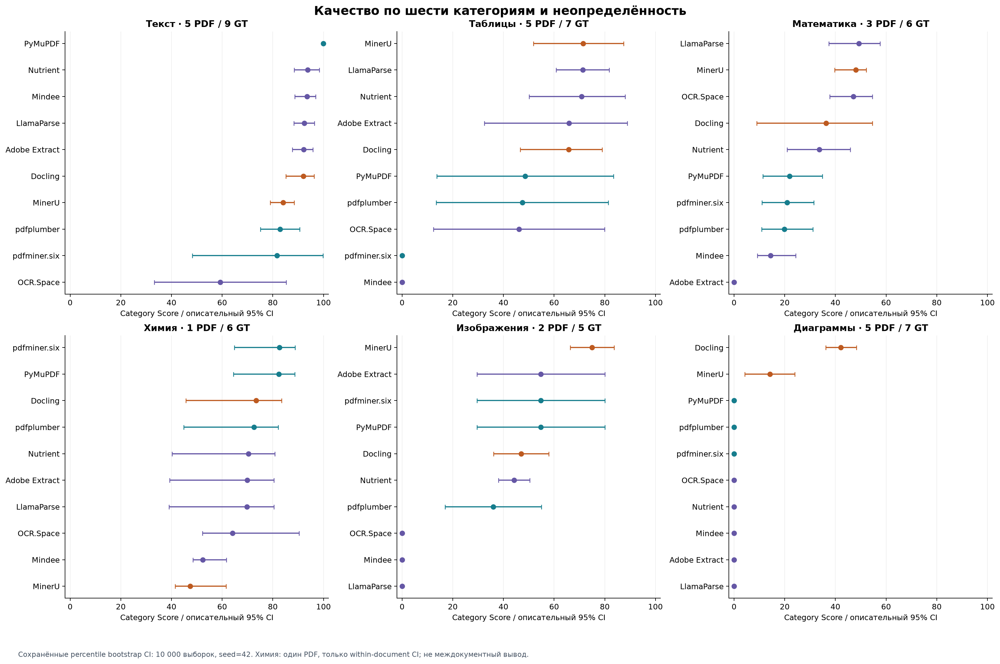 Качество по шести категориям и неопределённость
Текст · 5 PDF / 9 GT
PyMuPDF
Nutrient
Mindee
LlamaParse
Adobe Extract
Docling
MinerU
pdfplumber
pdfminer.six
OCR.Space
0 20 40 60 80 100
Category Score / описательный 95% CI
Таблицы · 5 PDF / 7 GT
MinerU
LlamaParse
Nutrient
Adobe Extract
Docling
PyMuPDF
pdfplumber
OCR.Space
pdfminer.six
Mindee
0 20 40 60 80 100
Category Score / описательный 95% CI
Математика · 3 PDF / 6 GT
LlamaParse
MinerU
OCR.Space
Docling
Nutrient
PyMuPDF
pdfminer.six
pdfplumber
Mindee
Adobe Extract
0 20 40 60 80 100
Category Score / описательный 95% CI
Химия · 1 PDF / 6 GT
pdfminer.six
PyMuPDF
Docling
pdfplumber
Nutrient
Adobe Extract
LlamaParse
OCR.Space
Mindee
MinerU
0 20 40 60 80 100
Category Score / описательный 95% CI
Изображения · 2 PDF / 5 GT
MinerU
Adobe Extract
pdfminer.six
PyMuPDF
Docling
Nutrient
pdfplumber
OCR.Space
Mindee
LlamaParse
0 20 40 60 80 100
Category Score / описательный 95% CI
Диаграммы · 5 PDF / 7 GT
Docling
MinerU
PyMuPDF
pdfplumber
pdfminer.six
OCR.Space
Nutrient
Mindee
Adobe Extract
LlamaParse
0 20 40 60 80 100
Category Score / описательный 95% CI
Сохранённые percentile bootstrap CI: 10 000 выборок, seed=42. Химия: один PDF, только within-document CI; не междокументный вывод.